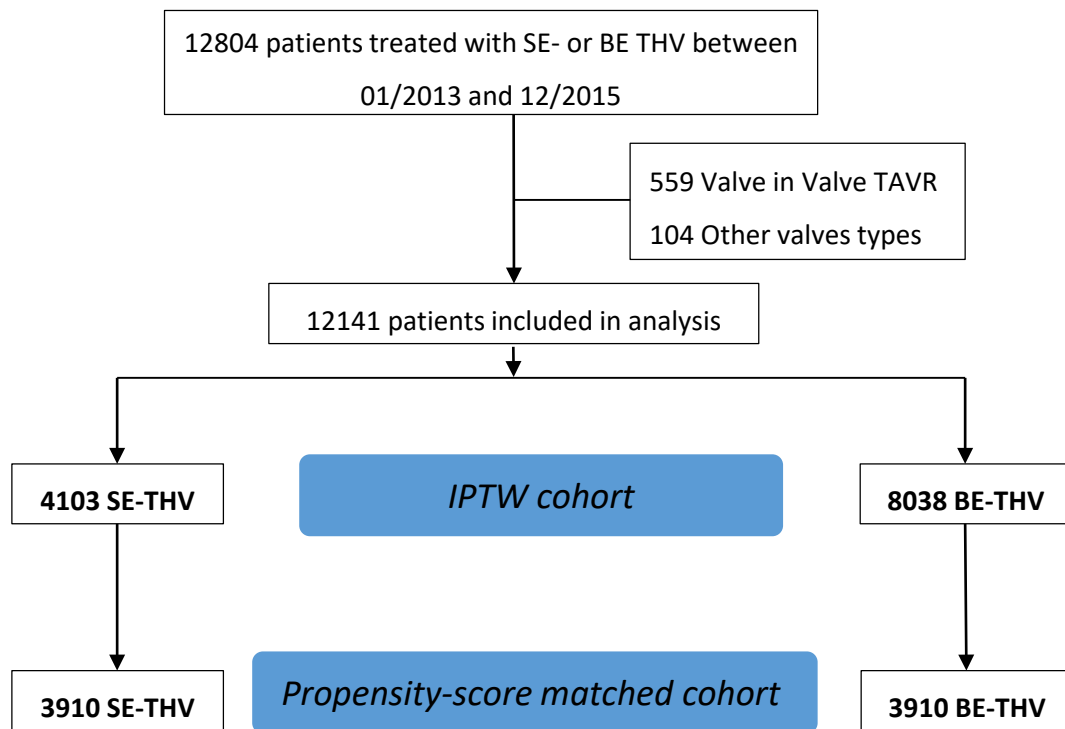 12804 patients treated with SE- or BE THV between
01/2013 and 12/2015
559 Valve in Valve TAVR
104 Other valves types
12141 patients included in analysis
4103 SE-THV
IPTW cohort
8038 BE-THV
3910 SE-THV
Propensity-score matched cohort
3910 BE-THV